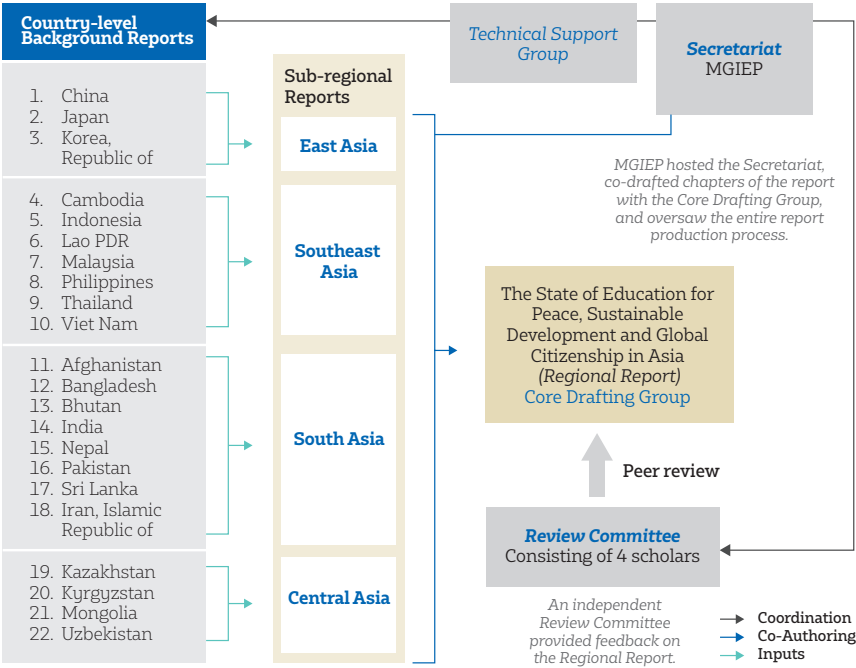 Country-level
Background Reports
1. China
2. Japan
3. Korea,
Republic of
4. Cambodia
5. Indonesia
6. Lao PDR
7. Malaysia
8. Philippines
9. Thailand
10. Viet Nam
11. Afghanistan
12. Bangladesh
13. Bhutan
14. India
15. Nepal
16. Pakistan
17. Sri Lanka
18. Iran, Islamic
Republic of
19. Kazakhstan
20. Kyrgyzstan
21. Mongolia
22. Uzbekistan
Sub-regional
Reports
East Asia
Southeast
Asia
South Asia
Central Asia
Technical Support
Group
Secretariat
MGIEP
MGIEP hosted the Secretariat,
co-drafted chapters of the report
with the Core Drafting Group,
and oversaw the entire report
production process.
The State of Education for
Peace, Sustainable
Development and Global
Citizenship in Asia
(Regional Report)
Core Drafting Group
Peer review
Review Committee
Consisting of 4 scholars
An independent
Review Committee
provided feedback on
the Regional Report.
Coordination
Co-Authoring
Inputs